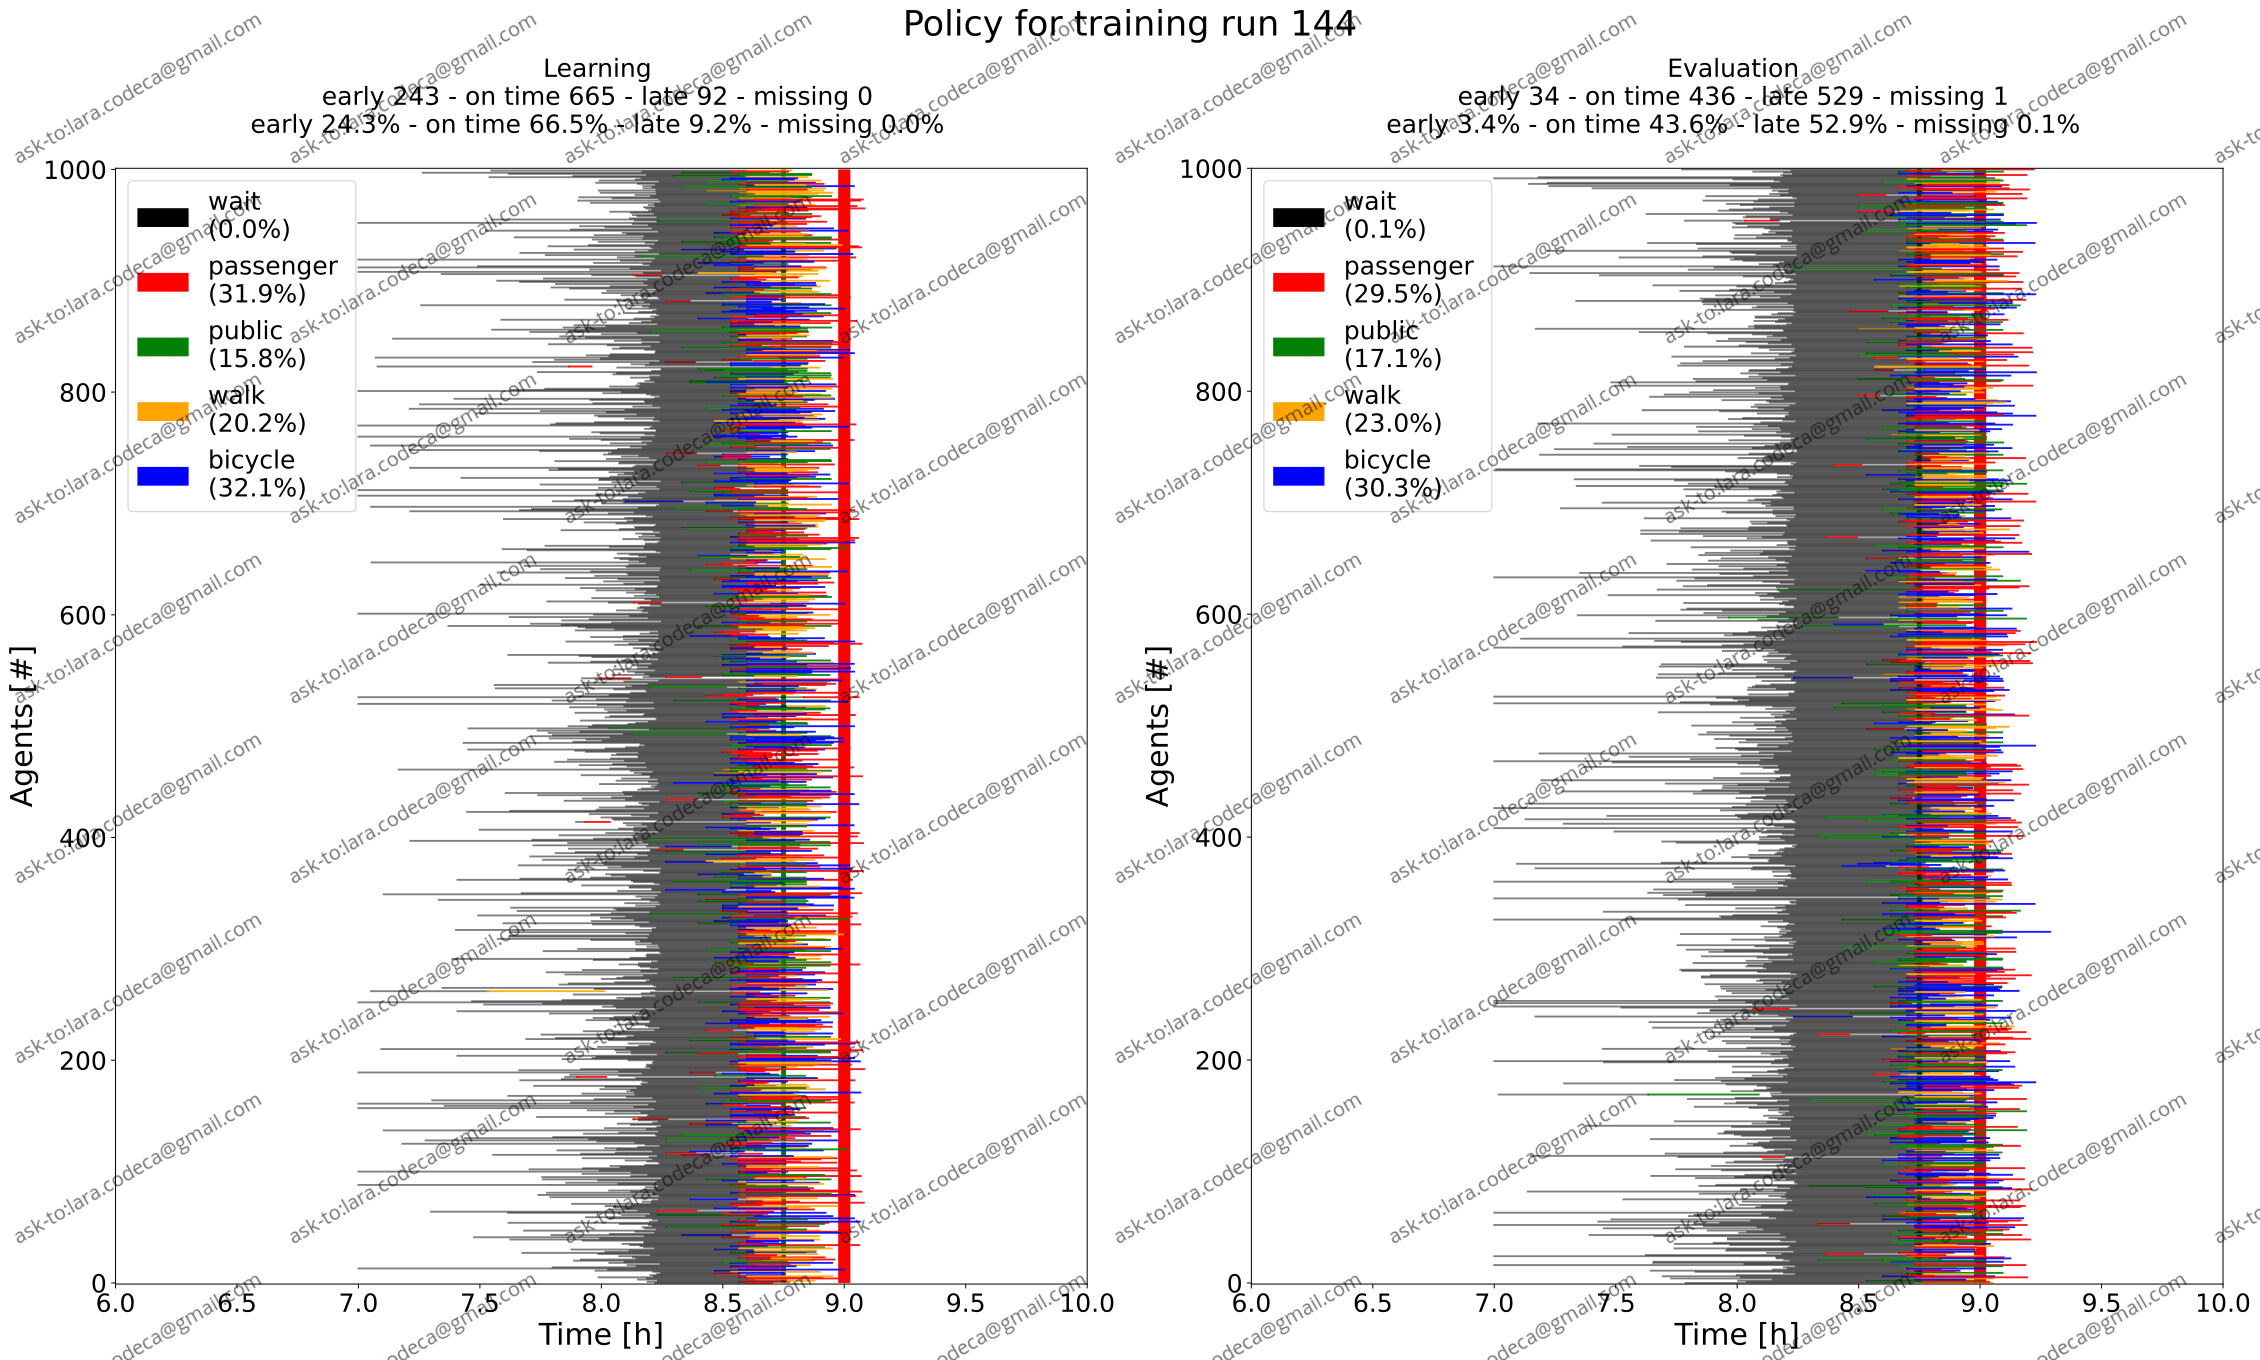 Policy for training run 144
Learning
early 243 - on time 665 - late 92 - missing 0
early 24.3% - on time 66.5% - late 9.2% - missing 0.0%
1000
800
600
400
200
0
Agents [#]
wait
(0.0%)
passenger
(31.9%)
public
(15.8%)
walk
(20.2%)
bicycle
(32.1%)
6.0 6.5 7.0 7.5 8.0 8.5 9.0 9.5 10.0
Time [h]
Evaluation
early 34 - on time 436 - late 529 - missing 1
early 3.4% - on time 43.6% - late 52.9% - missing 0.1%
1000
800
600
400
200
0
Agents [#]
wait
(0.1%)
passenger
(29.5%)
public
(17.1%)
walk
(23.0%)
bicycle
(30.3%)
6.0 6.5 7.0 7.5 8.0 8.5 9.0 9.5 10.0
Time [h]
ask-to:lara.codeca@gmail.com